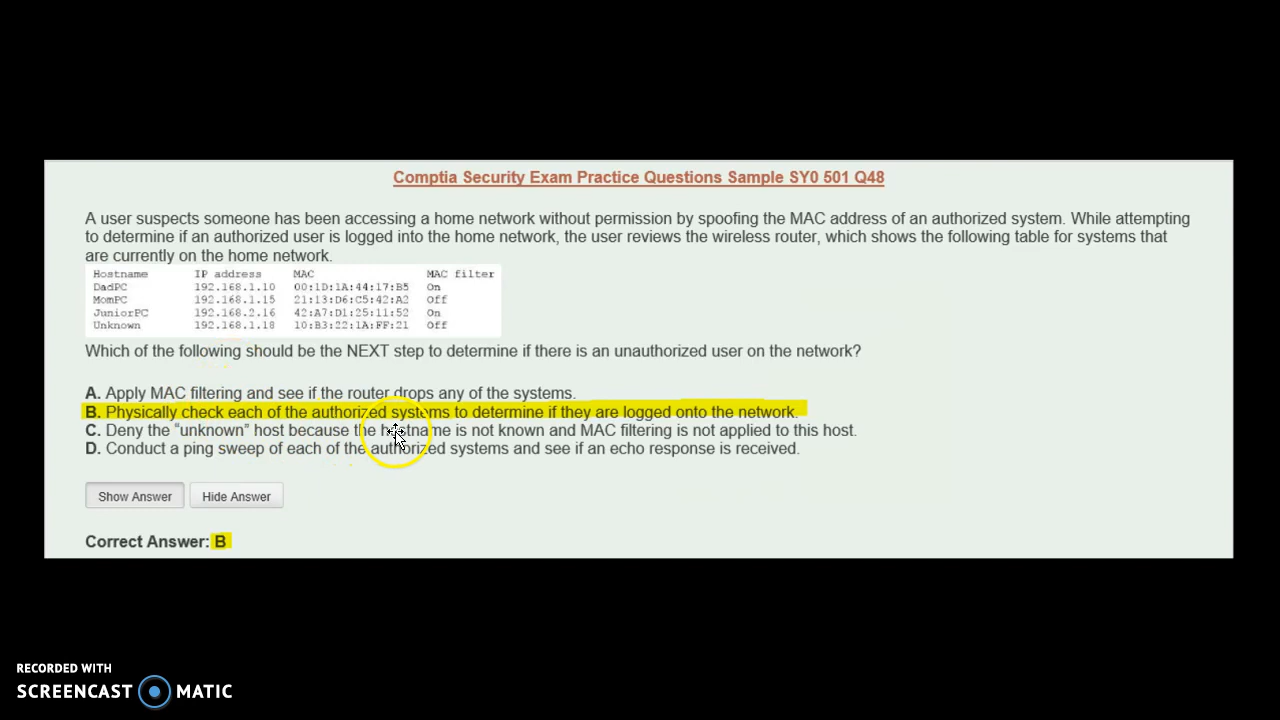 Comptia Security Exam Practice Questions Sample SY0 501 Q48
A user suspects someone has been accessing a home network without permission by spoofing the MAC address of an authorized system. While attempting
to determine if an authorized user is logged into the home network, the user reviews the wireless router, which shows the following table for systems that
are currently on the home network.
Hostname IP address MAC MAC filter
DadPC 192.168.1.10 00:1D:1A:44:17:B5 On
MomPC 192.168.1.15 21:13:D6:C5:42:A2 Off
JuniorPC 192.168.2.16 42:A7:D1:25:11:52 On
Unknown 192.168.1.18 10:B3:22:1A:FF:21 Off
Which of the following should be the NEXT step to determine if there is an unauthorized user on the network?
A. Apply MAC filtering and see if the router drops any of the systems.
B. Physically check each of the authorized systems to determine if they are logged onto the network.
C. Deny the “unknown” host because the hostname is not known and MAC filtering is not applied to this host.
D. Conduct a ping sweep of each of the authorized systems and see if an echo response is received.
Show Answer Hide Answer
Correct Answer: B
RECORDED WITH
SCREENCAST MATIC